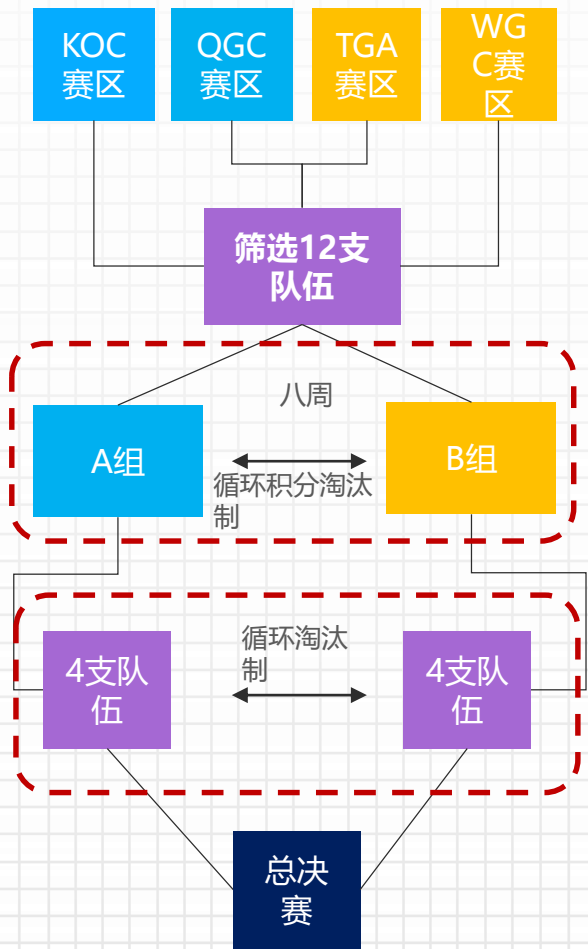 KOC
赛区
QGC
赛区
TGA
赛区
WG
C赛
区
筛选12支
队伍
八周
A组
B组
循环积分淘汰
制
循环淘汰
制
4支队
伍
4支队
伍
总决
赛